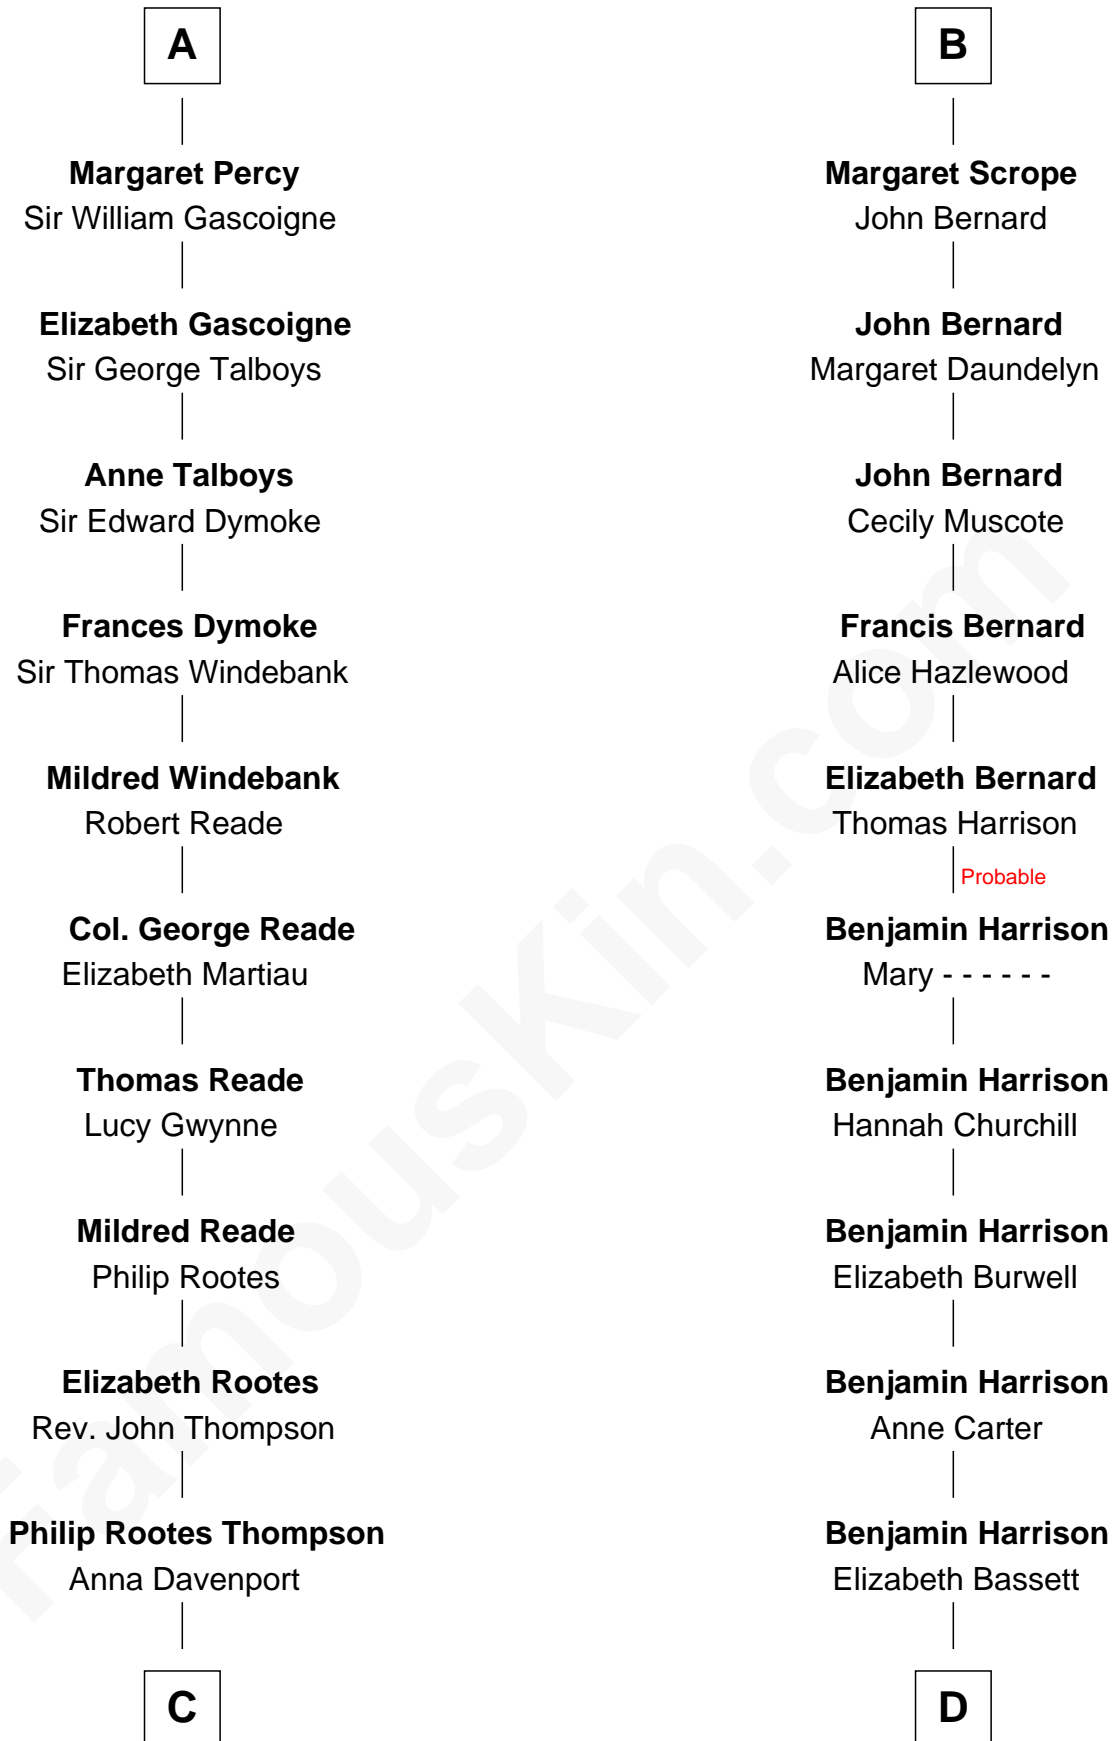 A
Margaret Percy
Sir William Gascoigne
Elizabeth Gascoigne
Sir George Talboys
Anne Talboys
Sir Edward Dymoke
Frances Dymoke
Sir Thomas Windebank
Mildred Windebank
Robert Reade
Col. George Reade
Elizabeth Martiau
Thomas Reade
Lucy Gwynne
Mildred Reade
Philip Rootes
Elizabeth Rootes
Rev. John Thompson
Philip Rootes Thompson
Anna Davenport
C
B
Margaret Scrope
John Bernard
John Bernard
Margaret Daundelyn
John Bernard
Cecily Muscote
Francis Bernard
Alice Hazlewood
Elizabeth Bernard
Thomas Harrison
Probable
Benjamin Harrison
Mary - - - - - -
Benjamin Harrison
Hannah Churchill
Benjamin Harrison
Elizabeth Burwell
Benjamin Harrison
Anne Carter
Benjamin Harrison
Elizabeth Bassett
D
FamousKin.com